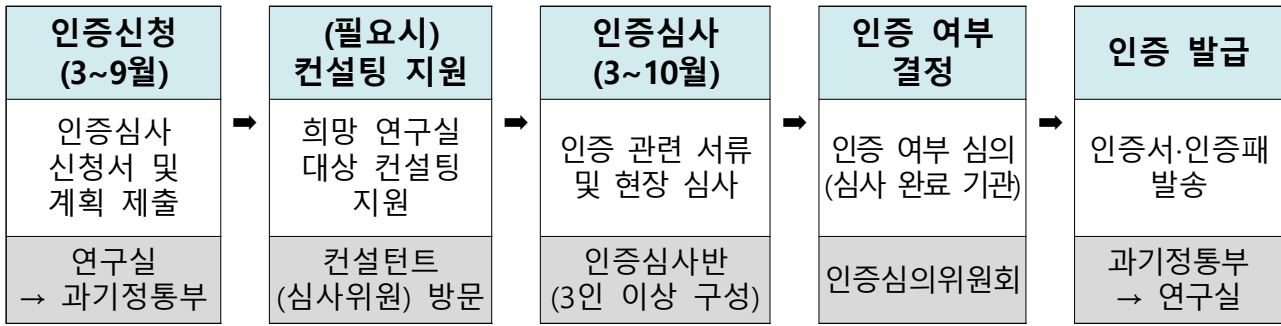 인증신청
(3~9월)
인증심사
신청서 및
계획 제출
연구실
→ 과기정통부
➡
(필요시)
컨설팅 지원
희망 연구실
대상 컨설팅
지원
컨설턴트
(심사위원) 방문
➡
인증심사
(3~10월)
인증 관련 서류
및 현장 심사
인증심사반
(3인 이상 구성)
➡
인증 여부
결정
인증 여부 심의
(심사 완료 기관)
인증심의위원회
➡
인증 발급
인증서·인증패
발송
과기정통부
→ 연구실